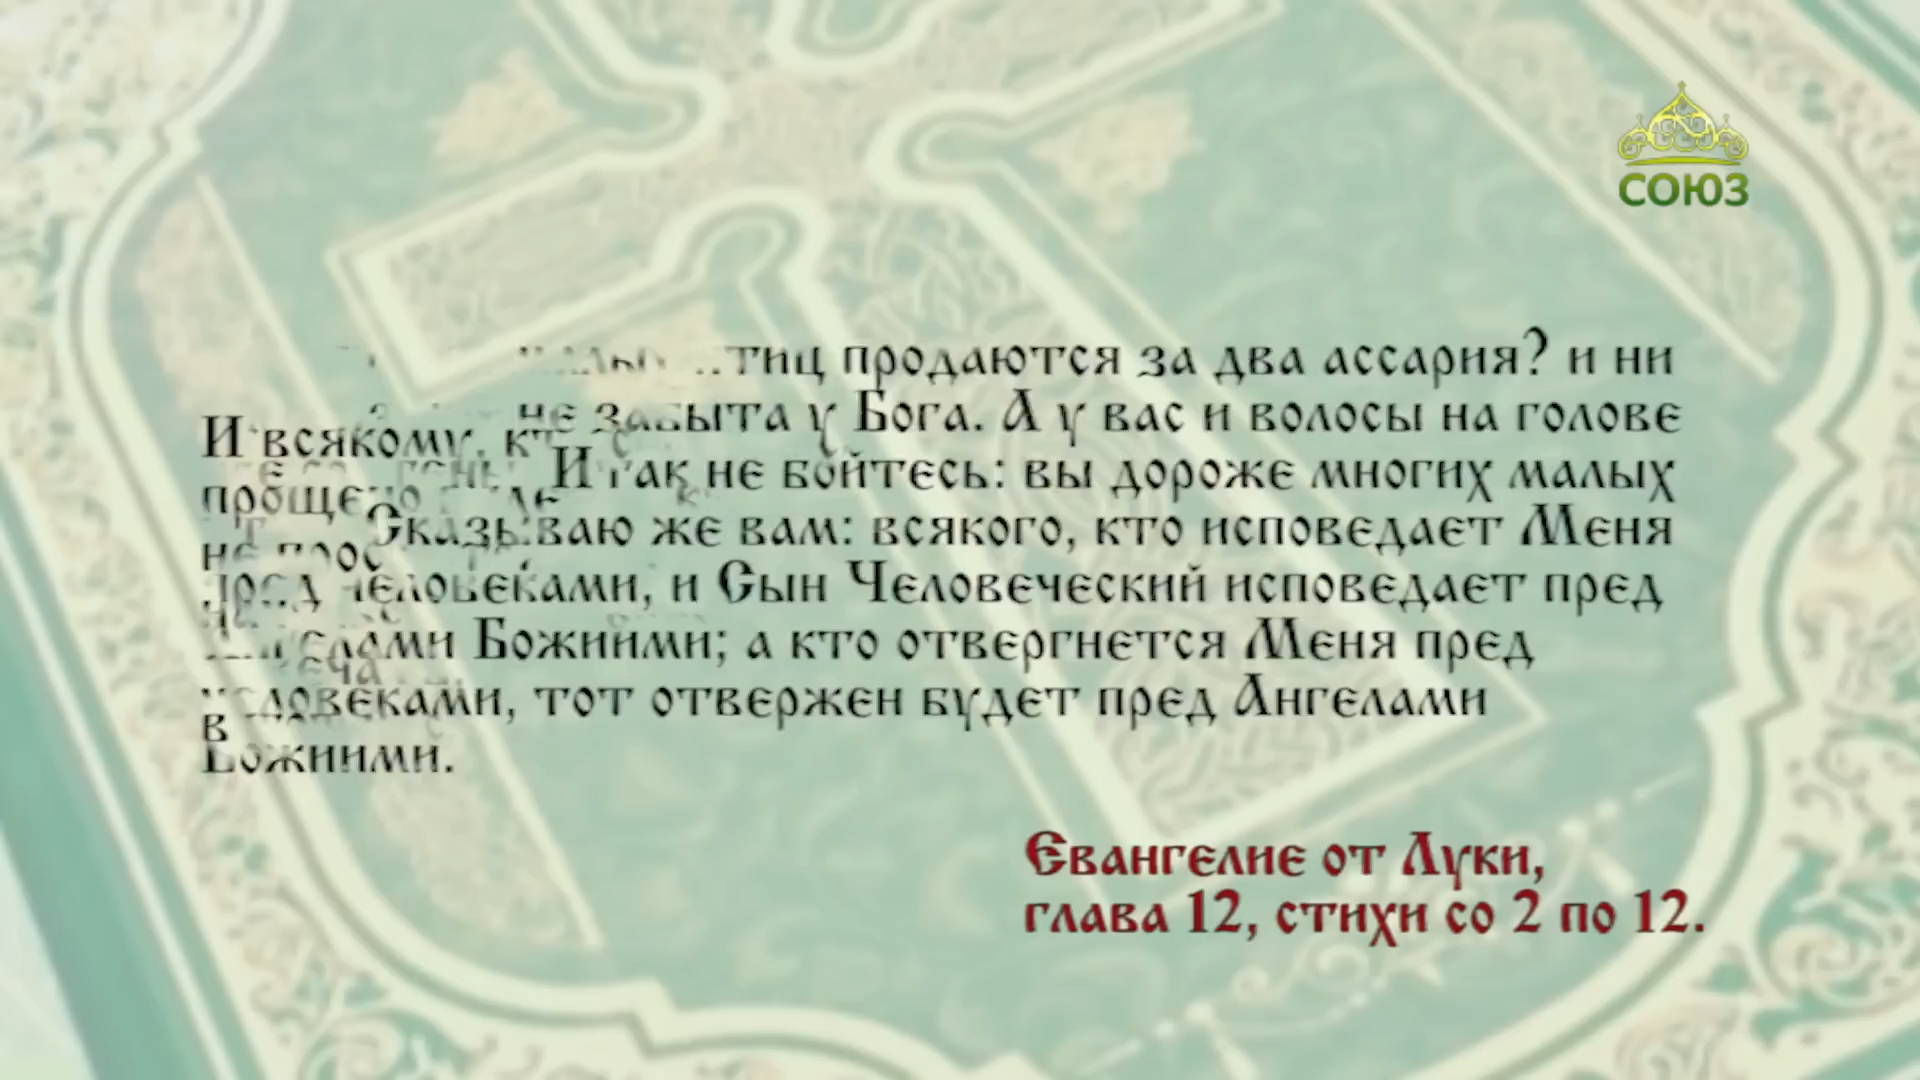 СОЮЗ
продаются за два ассария? и ни
не забыта у Бога. А у вас и волосы на голове
И всякому,
Итак не бойтесь: вы дороже многих малых
Сказываю же вам: всякого, кто исповедает Меня
человеками, и Сын Человеческий исповедает пред
Божиими; а кто отвергнется Меня пред
человеками, тот отвержен будет пред Ангелами
в
Божиими.
Евангелие от Луки,
глава 12, стихи со 2 по 12.